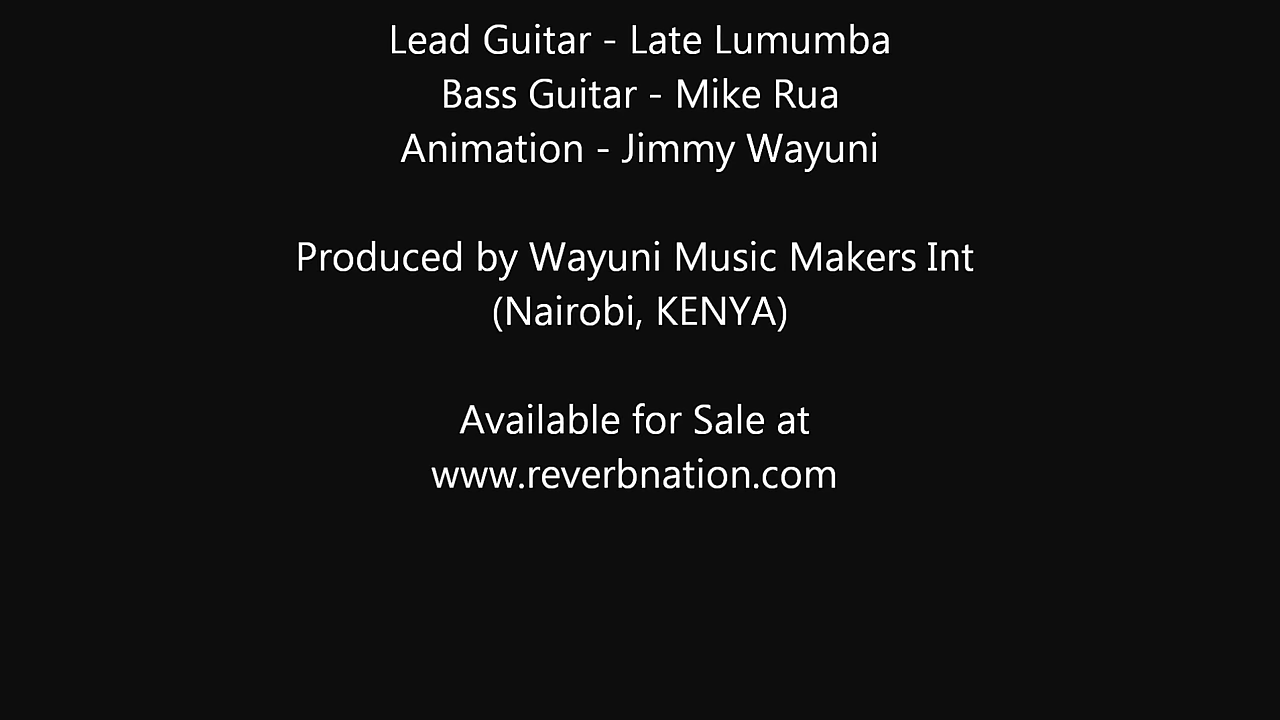 Lead Guitar - Late Lumumba
Bass Guitar - Mike Rua
Animation - Jimmy Wayuni
Produced by Wayuni Music Makers Int
(Nairobi, KENYA)
Available for Sale at
www.reverbnation.com